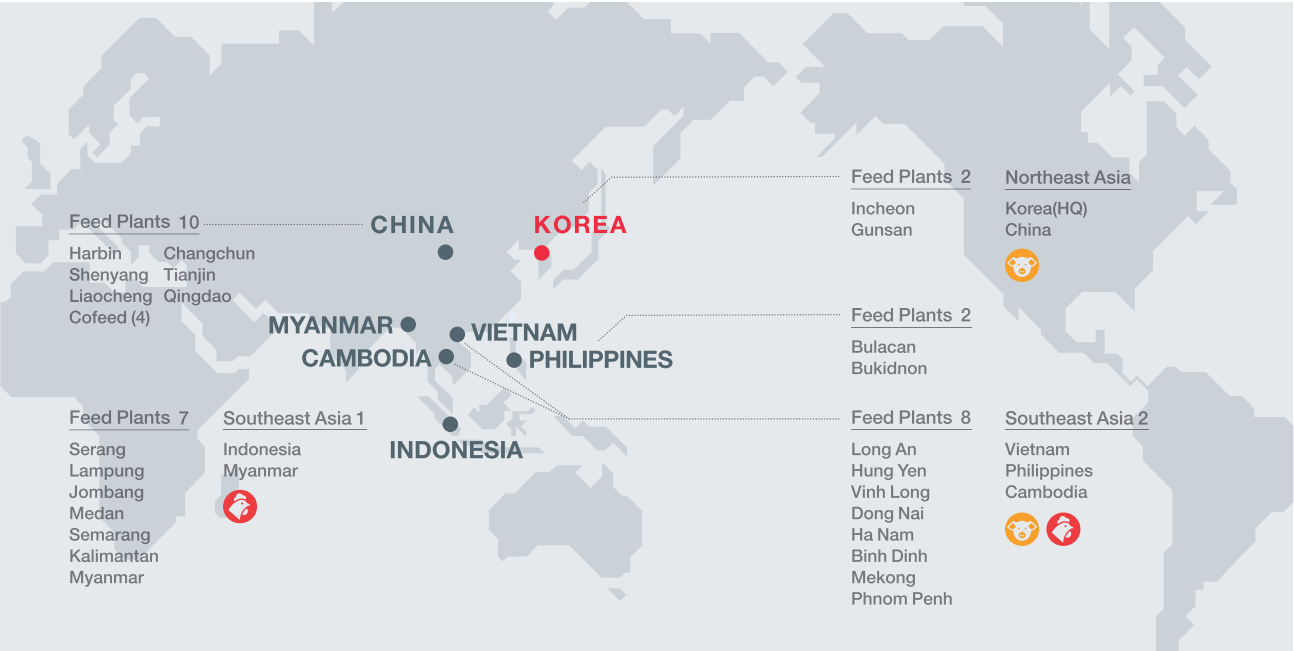 Feed Plants 2
Incheon
Gunsan
Northeast Asia
Korea(HQ)
China
Feed Plants 10
Harbin Changchun
Shenyang Tianjin
Liaocheng Qingdao
Cofeed (4)
CHINA
KOREA
MYANMAR
VIETNAM
CAMBODIA
PHILIPPINES
INDONESIA
Feed Plants 2
Bulacan
Bukidnon
Feed Plants 7
Serang
Lampung
Jombang
Medan
Semarang
Kalimantan
Myanmar
Southeast Asia 1
Indonesia
Myanmar
Feed Plants 8
Long An
Hung Yen
Vinh Long
Dong Nai
Ha Nam
Binh Dinh
Mekong
Phnom Penh
Southeast Asia 2
Vietnam
Philippines
Cambodia